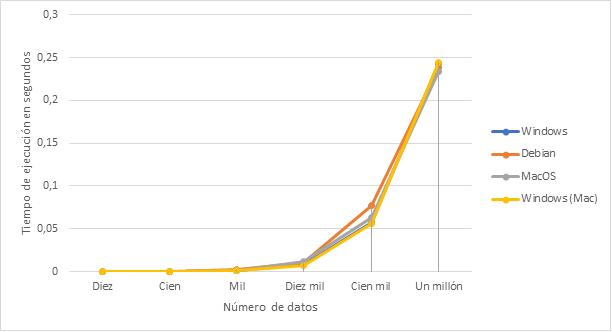 0,3
0,25
0,2
0,15
0,1
0,05
0
Tiempo de ejecución en segundos
Diez Cien Mil Diez mil Cien mil Un millón
Número de datos
Windows
Debian
MacOS
Windows (Mac)